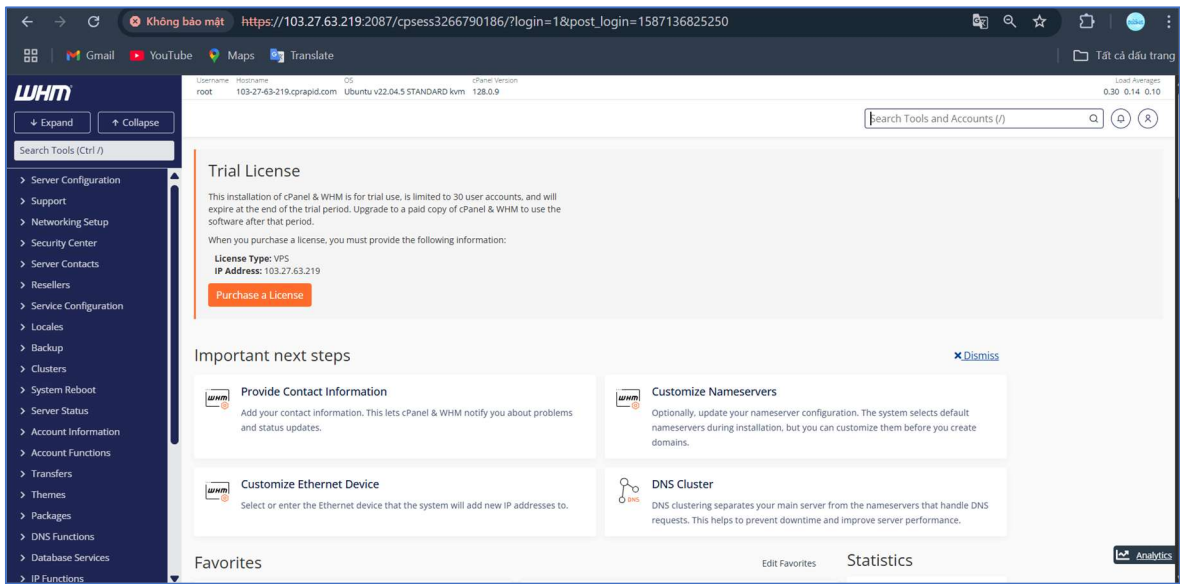 Không bảo mật https://103.27.63.219:2087/cpsess3266790186/?login=1&post_login=1587136825250
Gmail YouTube Maps Translate Tất cả dấu trang
WHM
Username Hostname OS cPanel Version Load Averages
root 103-27-63-219.cprapid.com Ubuntu v22.04.5 STANDARD kvm 128.0.9 0.30 0.14 0.10
Expand Collapse
Search Tools and Accounts (/)
Search Tools (Ctrl /)
Server Configuration
Support
Networking Setup
Security Center
Server Contacts
Resellers
Service Configuration
Locales
Backup
Clusters
System Reboot
Server Status
Account Information
Account Functions
Transfers
Themes
Packages
DNS Functions
Database Services
IP Functions
Trial License
This installation of cPanel & WHM is for trial use, is limited to 30 user accounts, and will
expire at the end of the trial period. Upgrade to a paid copy of cPanel & WHM to use the
software after that period.
When you purchase a license, you must provide the following information:
License Type: VPS
IP Address: 103.27.63.219
Purchase a License
Important next steps
Dismiss
WHM
Provide Contact Information
Add your contact information. This lets cPanel & WHM notify you about problems
and status updates.
WHM
Customize Nameservers
Optionally, update your nameserver configuration. The system selects default
nameservers during installation, but you can customize them before you create
domains.
WHM
Customize Ethernet Device
Select or enter the Ethernet device that the system will add new IP addresses to.
DNS
DNS Cluster
DNS clustering separates your main server from the nameservers that handle DNS
requests. This helps to prevent downtime and improve server performance.
Favorites
Edit Favorites
Statistics
Analytics